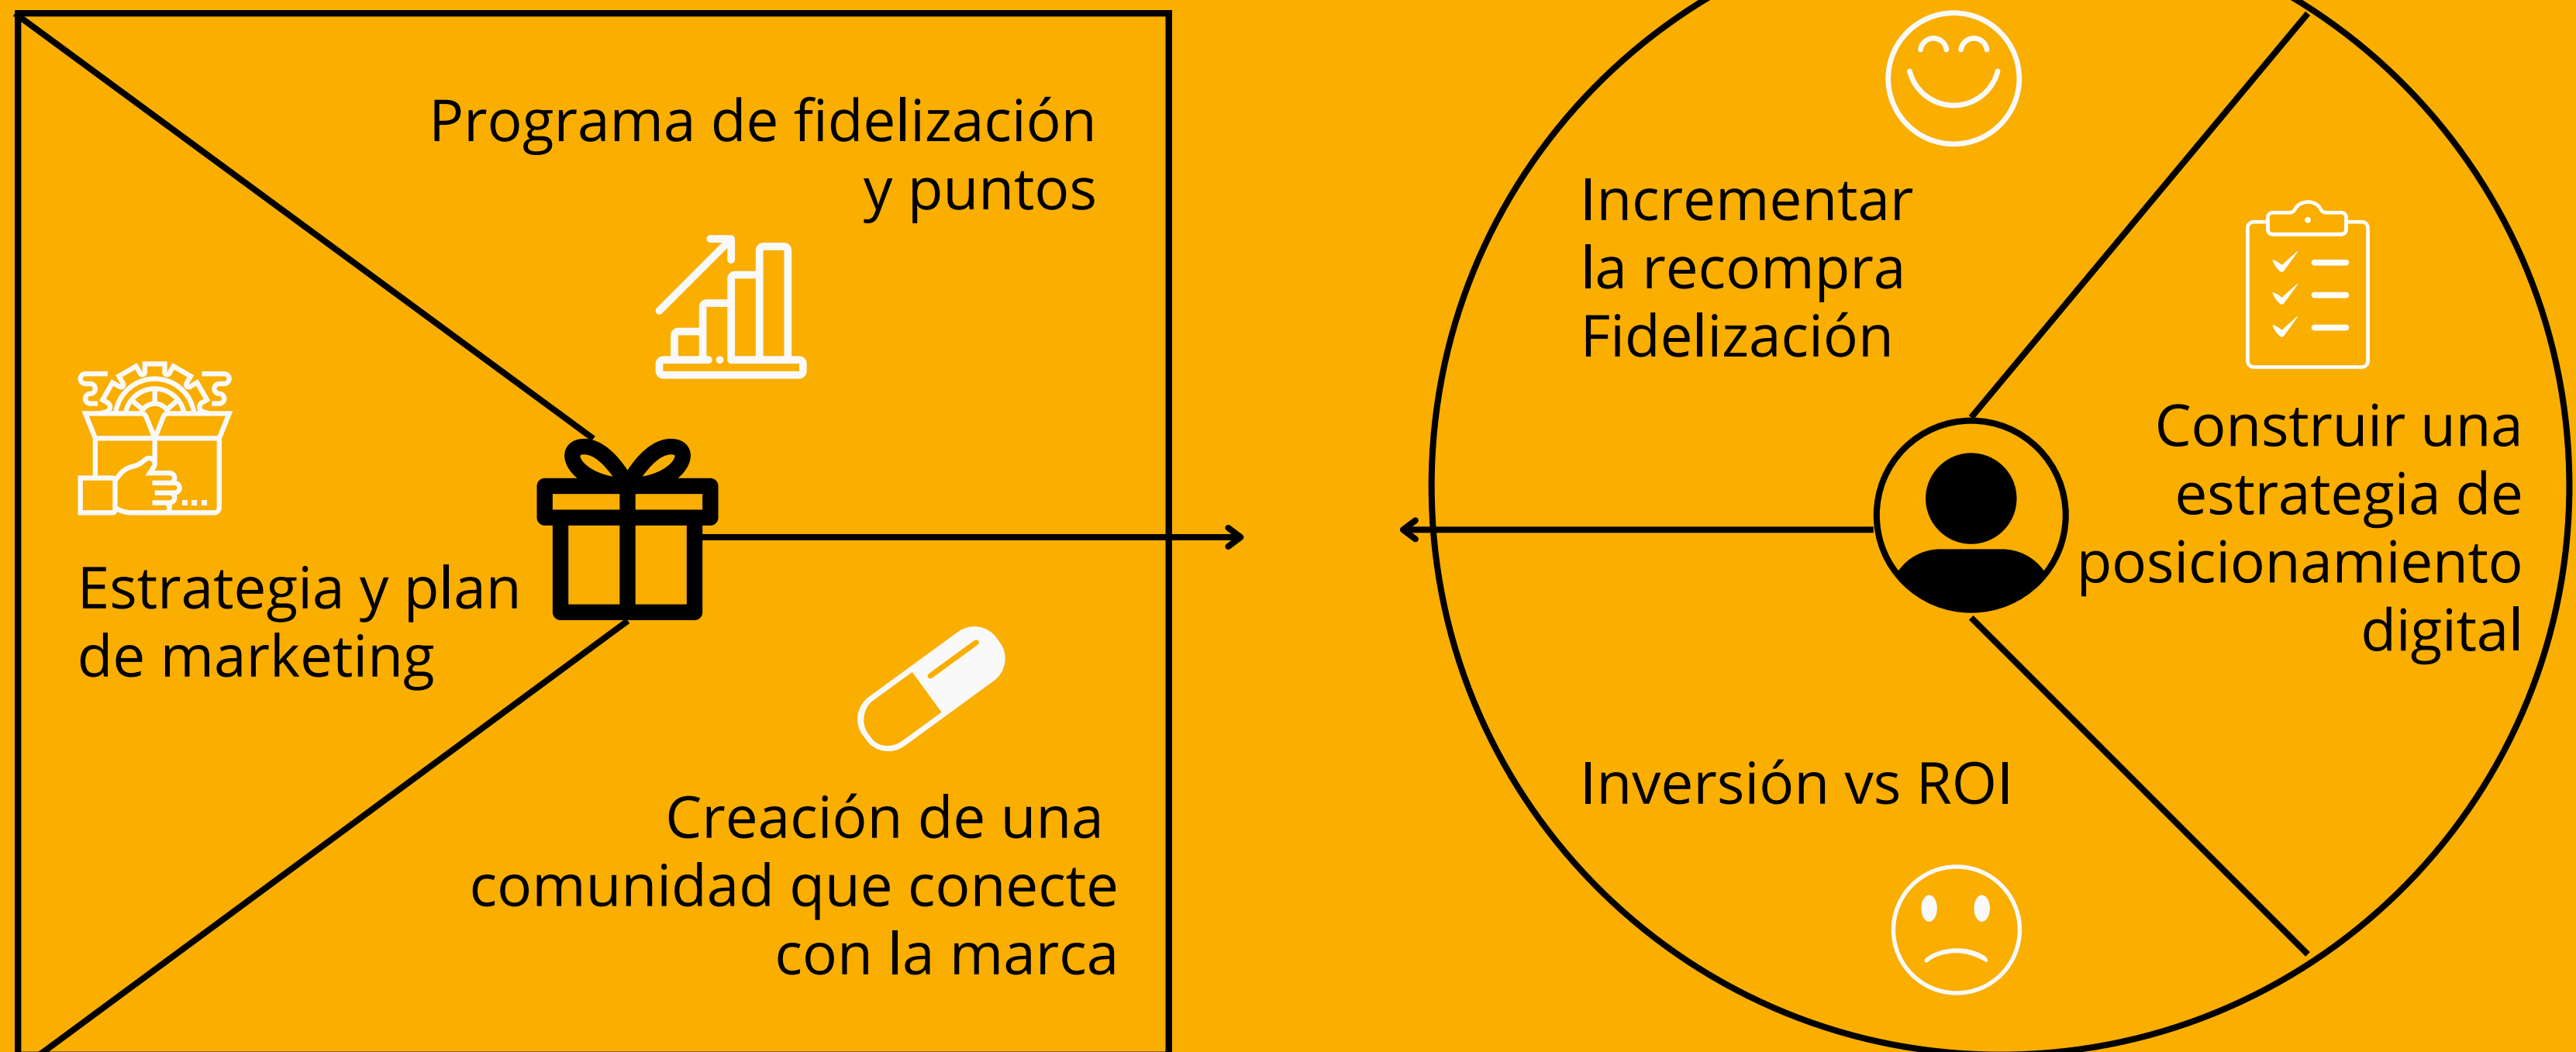 Programa de fidelización
y puntos
Estrategia y plan
de marketing
Creación de una
comunidad que conecte
con la marca
Incrementar
la recompra
Fidelización
Construir una
estrategia de
posicionamiento
digital
Inversión vs ROI